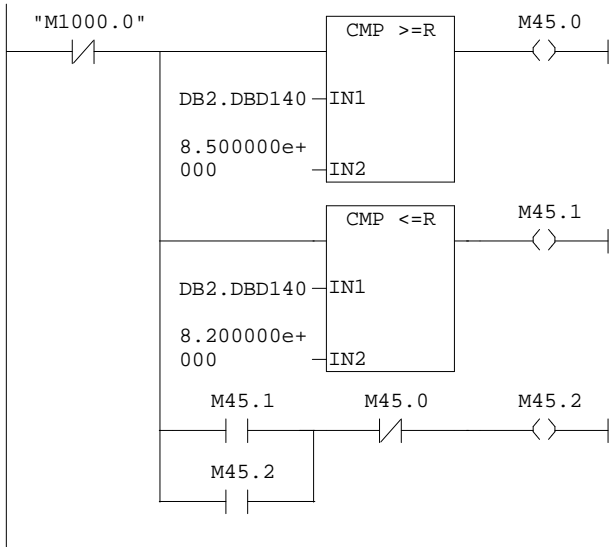 "M1000.0"
CMP >=R
M45.0
DB2.DBD140
IN1
8.500000e+
000
IN2
CMP <=R
M45.1
DB2.DBD140
IN1
8.200000e+
000
IN2
M45.1
M45.0
M45.2
M45.2